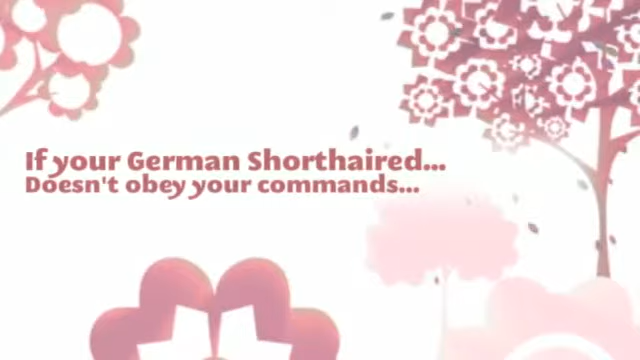 If your German Shorthaired...
Doesn't obey your commands...